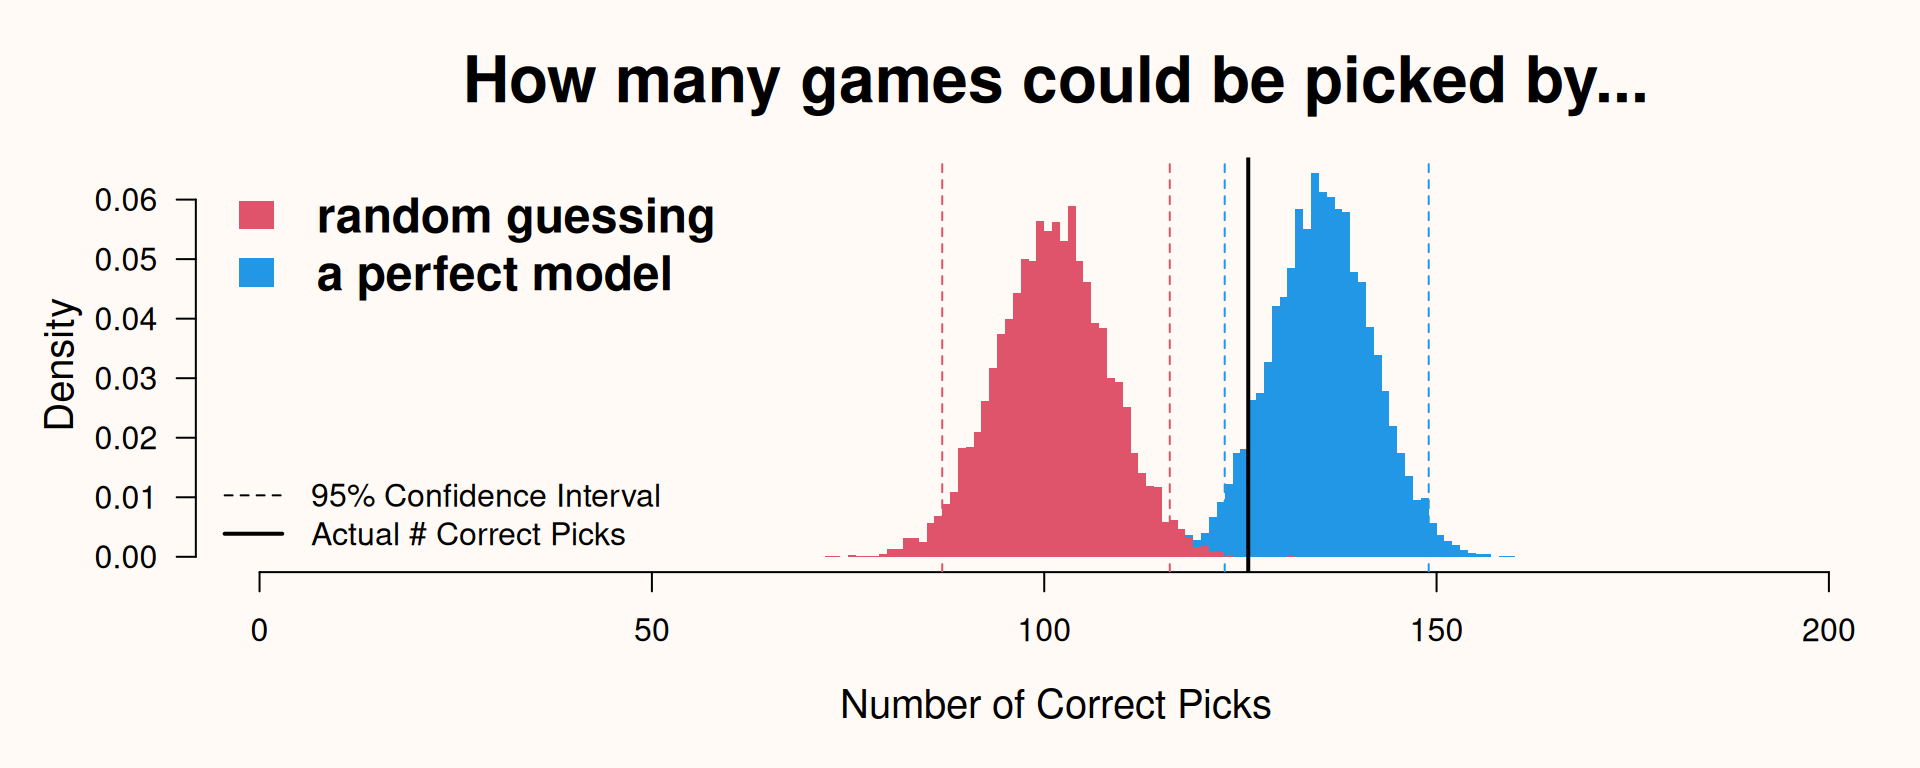 How many games could be picked by...
random guessing
a perfect model
95% Confidence Interval
Actual # Correct Picks
Density
0.06
0.05
0.04
0.03
0.02
0.01
0.00
0
50
100
150
200
Number of Correct Picks